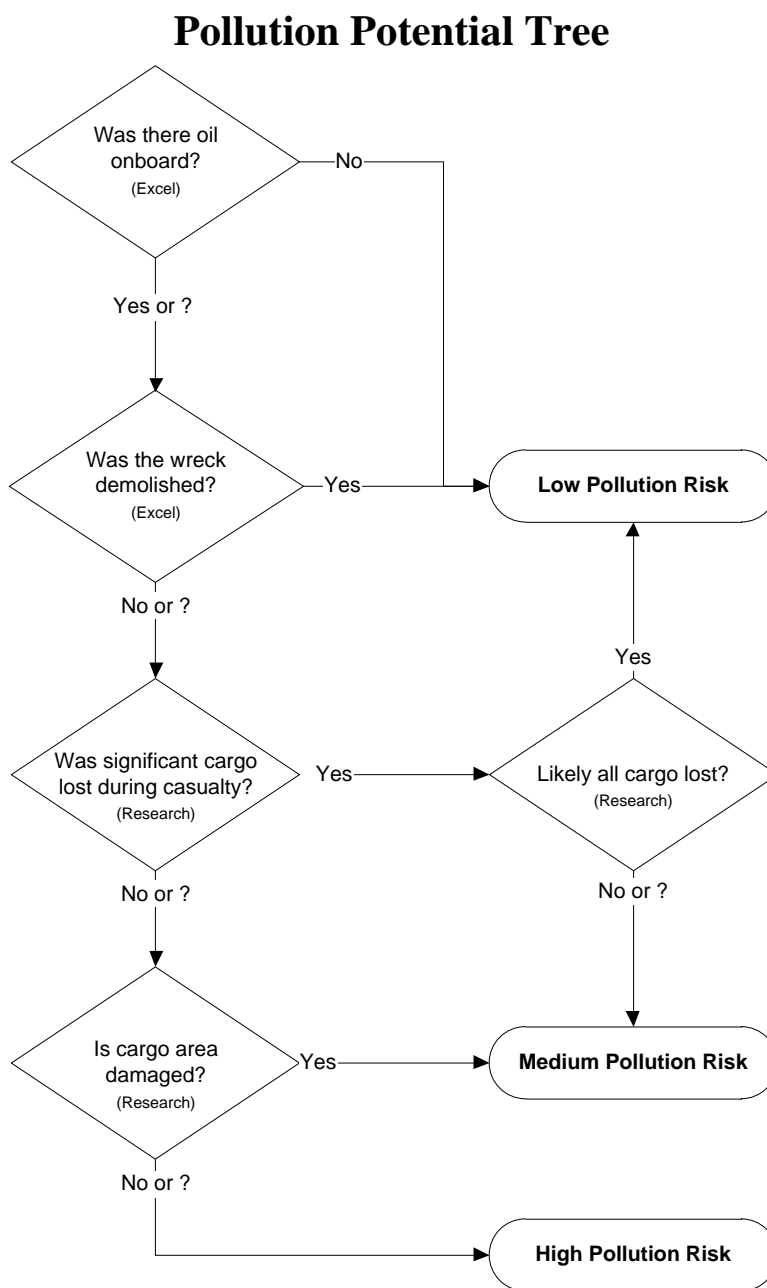 Pollution Potential Tree
Was there oil
onboard?
(Excel)
No
Yes or ?
Was the wreck
demolished?
(Excel)
Yes
Low Pollution Risk
No or ?
Yes
Was significant cargo
lost during casualty?
(Research)
Yes
Likely all cargo lost?
(Research)
No or ?
No or ?
Is cargo area
damaged?
(Research)
Yes
Medium Pollution Risk
No or ?
High Pollution Risk